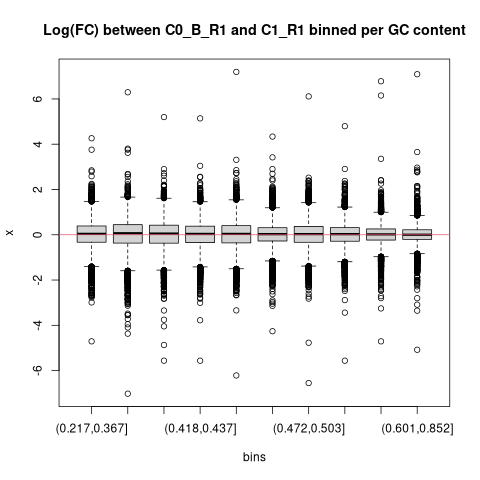 Log(FC) between C0_B_R1 and C1_R1 binned per GC content
x
6
4
2
0
-2
-4
-6
(0.217,0.367] (0.418,0.437] (0.472,0.503] (0.601,0.852]
bins